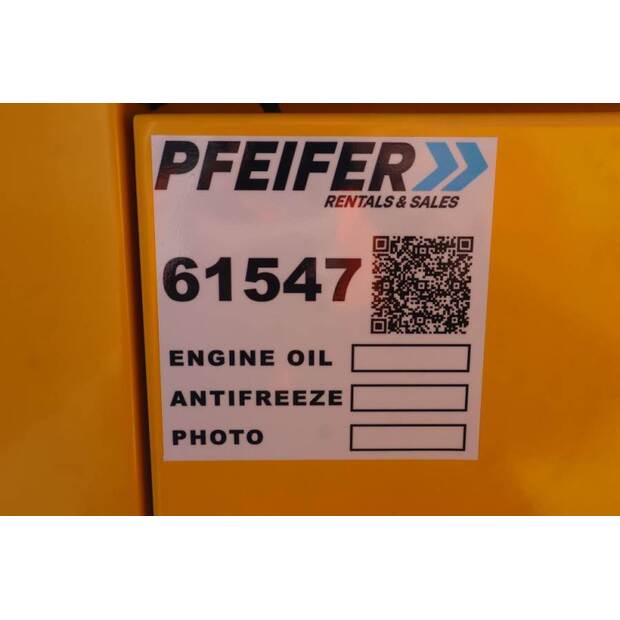 PFEIFER
RENTALS & SALES
61547
ENGINE OIL
ANTIFREEZE
PHOTO